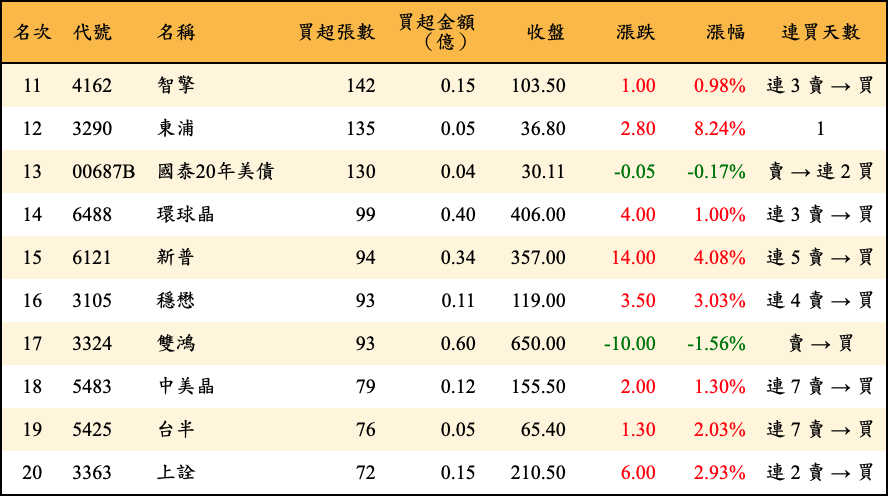 名次 代號 名稱 買超張數 買超金額（億） 收盤 漲跌 漲幅 連買天數
11 4162 智擎 142 0.15 103.50 1.00 0.98% 連 3 賣 → 買
12 3290 東浦 135 0.05 36.80 2.80 8.24% 1
13 00687B 國泰20年美債 130 0.04 30.11 -0.05 -0.17% 賣 → 連 2 買
14 6488 環球晶 99 0.40 406.00 4.00 1.00% 連 3 賣 → 買
15 6121 新普 94 0.34 357.00 14.00 4.08% 連 5 賣 → 買
16 3105 穩懋 93 0.11 119.00 3.50 3.03% 連 4 賣 → 買
17 3324 雙鴻 93 0.60 650.00 -10.00 -1.56% 賣 → 買
18 5483 中美晶 79 0.12 155.50 2.00 1.30% 連 7 賣 → 買
19 5425 台半 76 0.05 65.40 1.30 2.03% 連 7 賣 → 買
20 3363 上詮 72 0.15 210.50 6.00 2.93% 連 2 賣 → 買